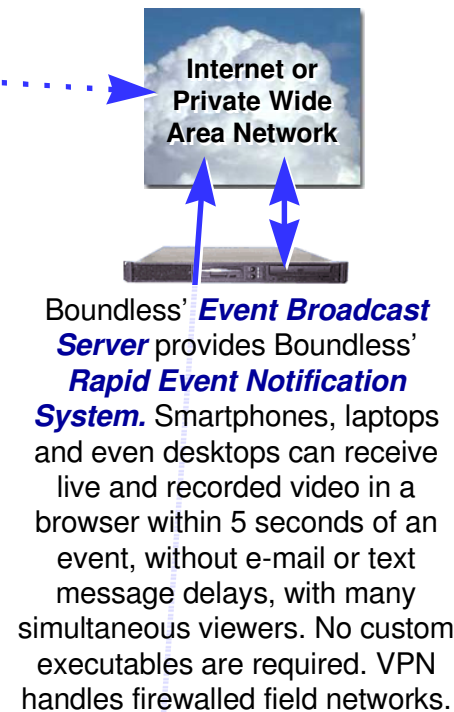 Internet or
Private Wide
Area Network
Boundless’ Event Broadcast
Server provides Boundless’
Rapid Event Notification
System. Smartphones, laptops
and even desktops can receive
live and recorded video in a
browser within 5 seconds of an
event, without e-mail or text
message delays, with many
simultaneous viewers. No custom
executables are required. VPN
handles firewalled field networks.